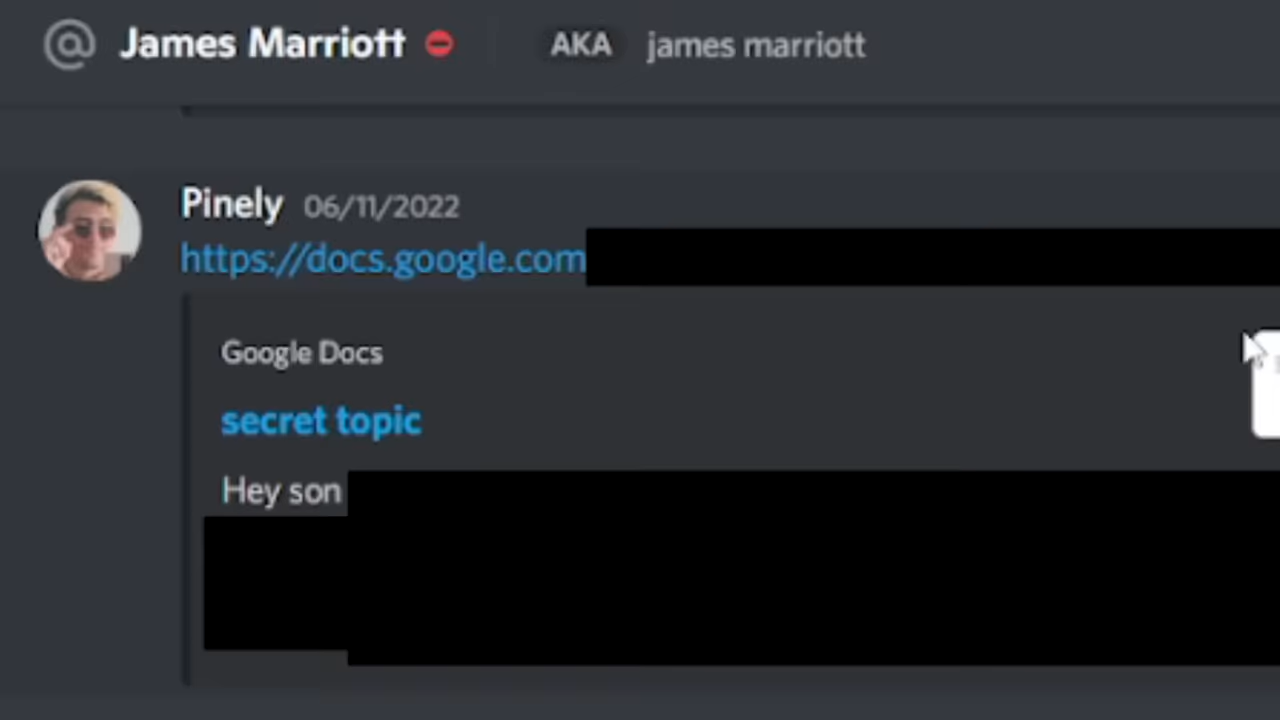 @ James Marriott AKA james marriott
Pinely 06/11/2022
https://docs.google.com
Google Docs
secret topic
Hey son